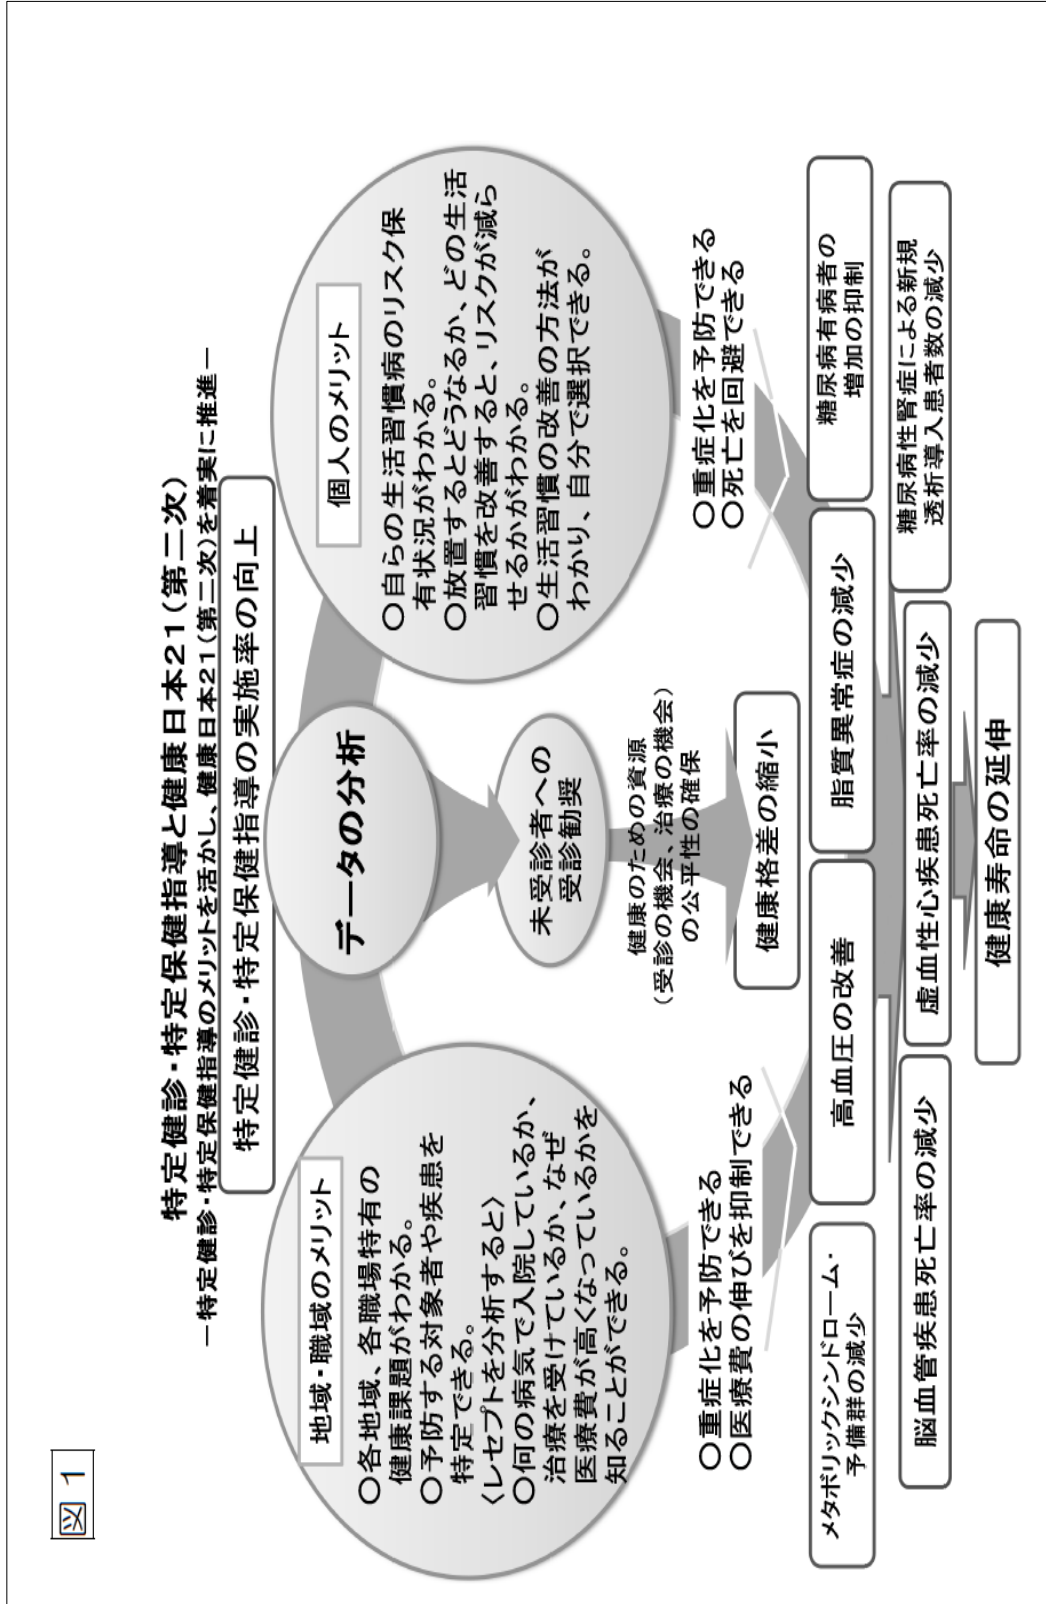 図１
特定健診・特定保健指導と健康日本２１（第二次）
－特定健診・特定保健指導のメリットを活かし、健康日本２１（第二次）を着実に推進－
特定健診・特定保健指導の実施率の向上
データの分析
地域・職域のメリット
〇各地域、各職場特有の
健康課題がわかる。
〇予防する対象者や疾患を
特定できる。
〈レセプトを分析すると〉
〇何の病気で入院しているか、
治療を受けているか、なぜ
医療費が高くなっているかを
知ることができる。
個人のメリット
〇自らの生活習慣病のリスク保
有状況がわかる。
〇放置するとどうなるか、どの生活
習慣を改善すると、リスクが減ら
せるかがわかる。
〇生活習慣の改善の方法が
わかり、自分で選択できる。
未受診者への
受診勧奨
健康のための資源
（受診の機会、治療の機会）
の公平性の確保
健康格差の縮小
〇重症化を予防できる
〇医療費の伸びを抑制できる
〇重症化を予防できる
〇死亡を回避できる
メタボリックシンドローム・
予備群の減少
高血圧の改善
脂質異常症の減少
糖尿病有病者の
増加の抑制
脳血管疾患死亡率の減少
虚血性心疾患死亡率の減少
糖尿病性腎症による新規
透析導入患者数の減少
健康寿命の延伸